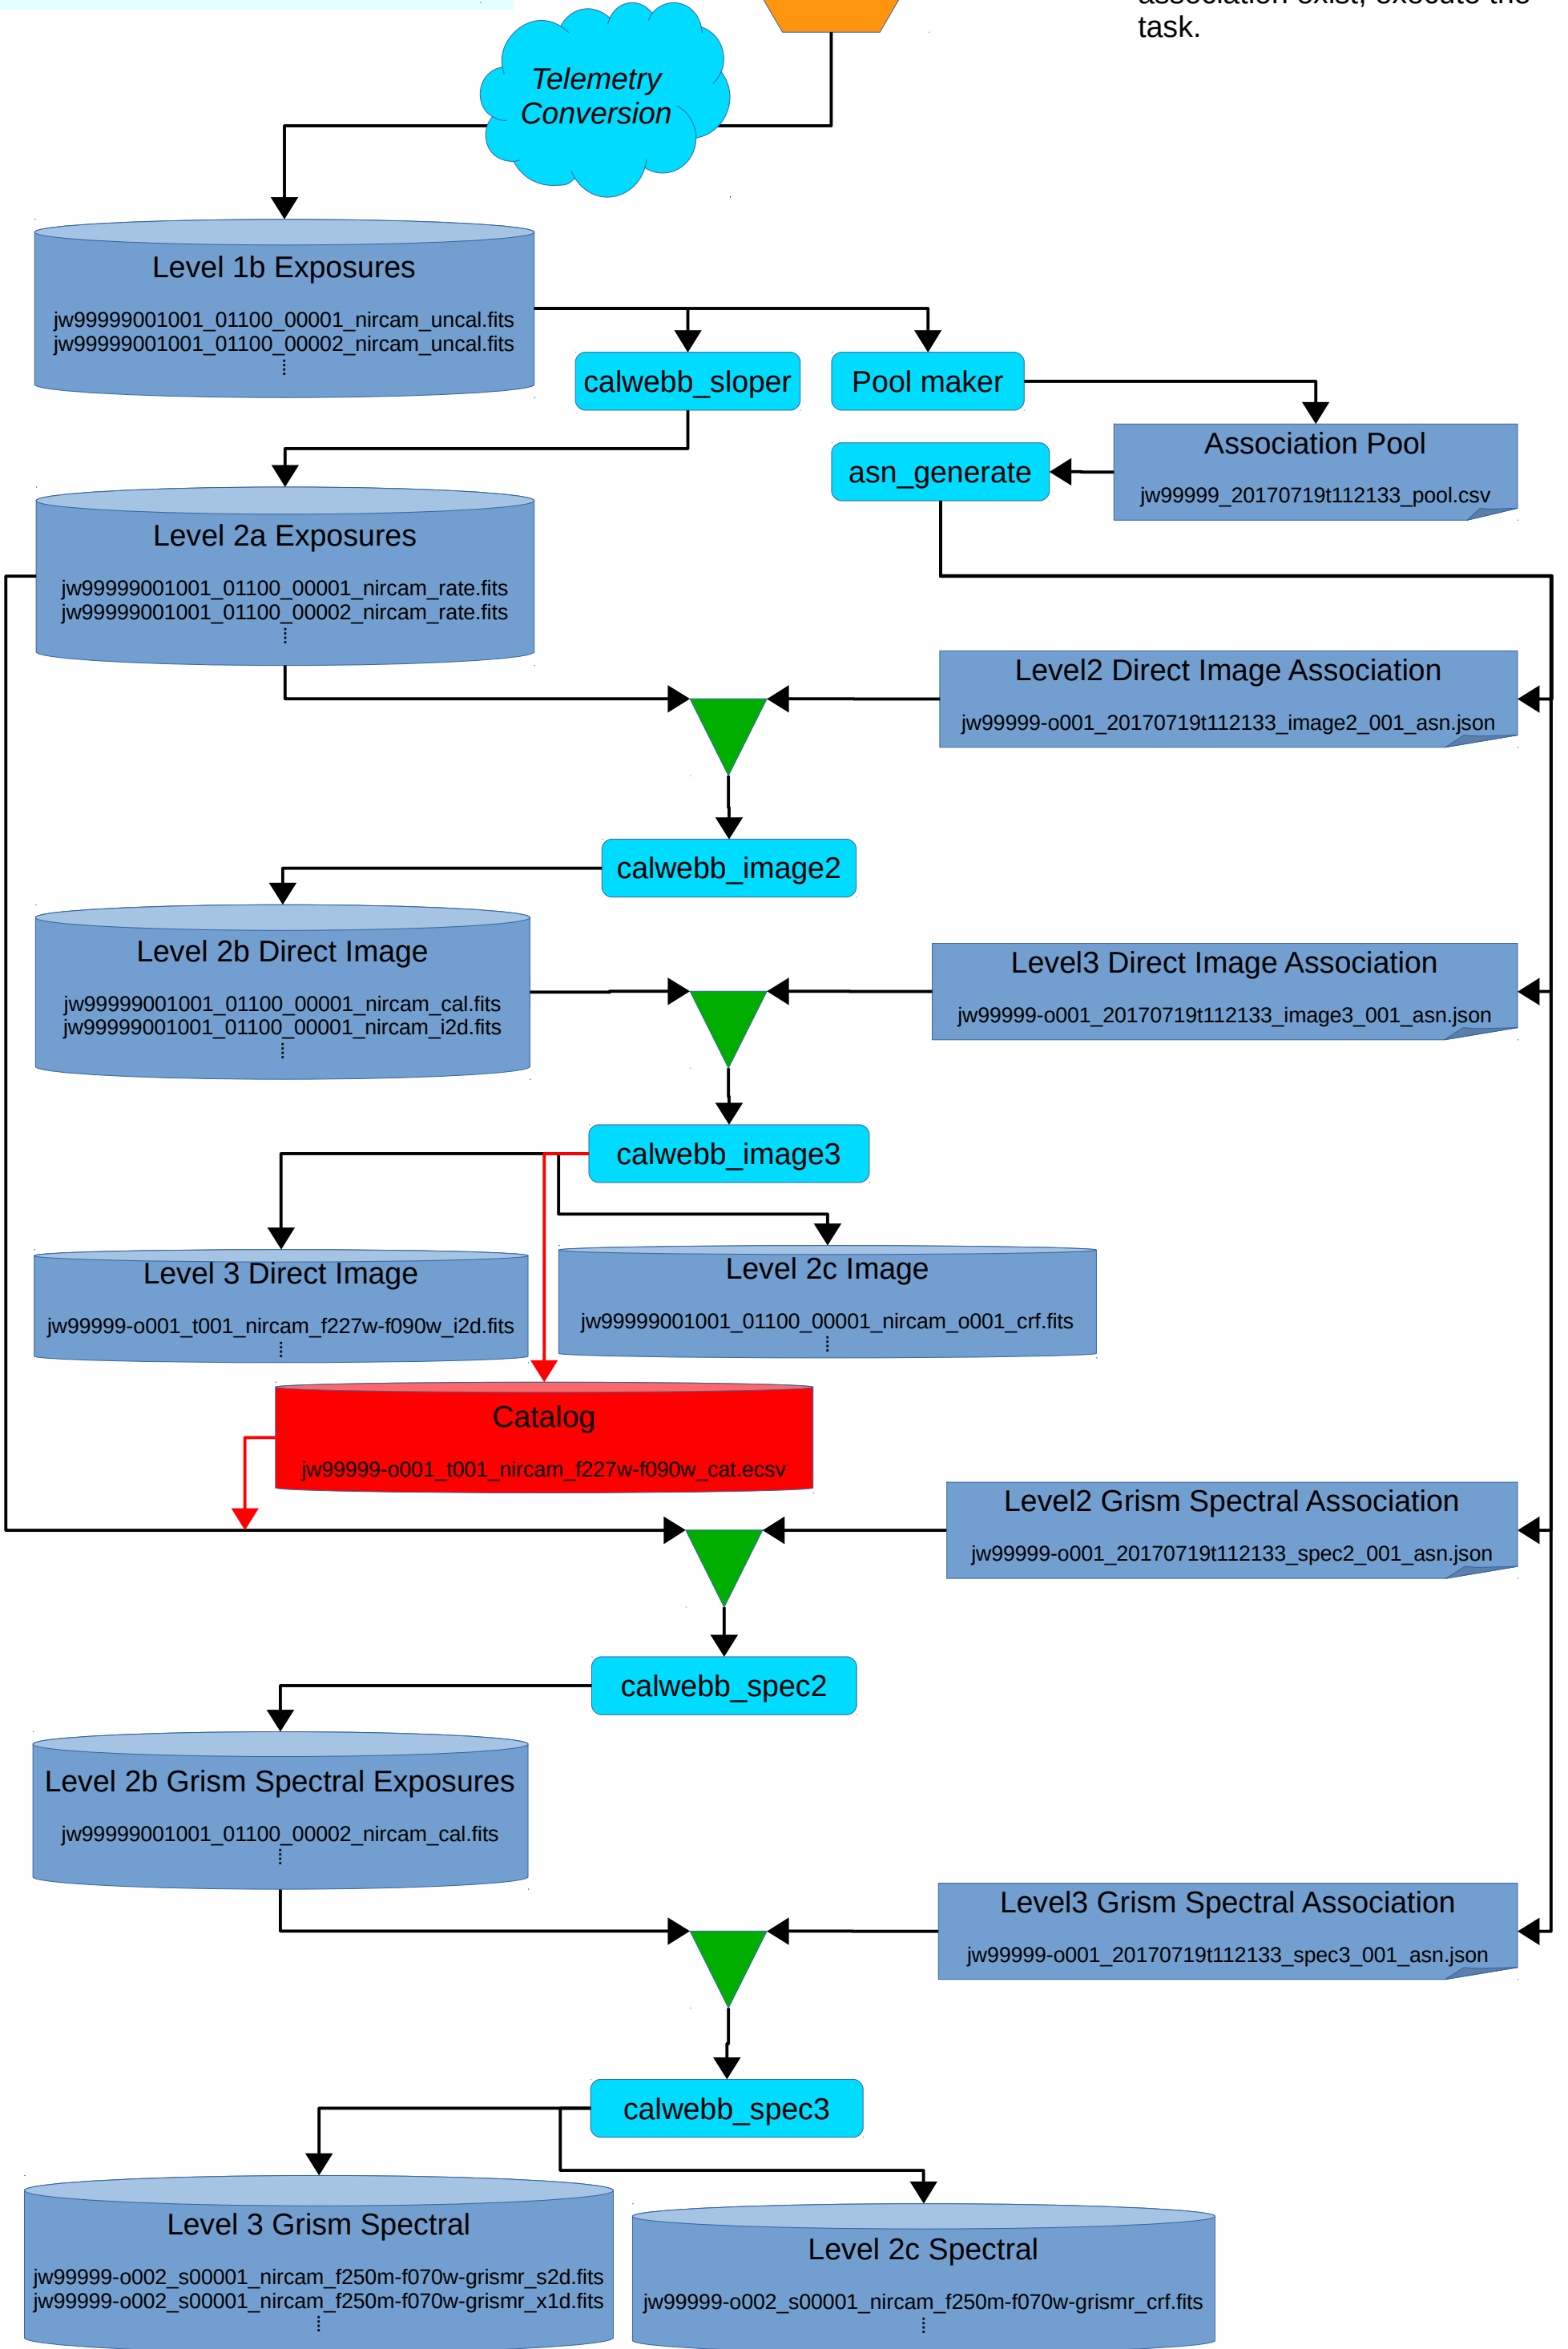 association exist, execute the
task.
Telemetry
Conversion
Level 1b Exposures
jw99999001001_01100_00001_nircam_uncal.fits
jw99999001001_01100_00002_nircam_uncal.fits
⁞
calwebb_sloper
Pool maker
Association Pool
jw99999_20170719t112133_pool.csv
asn_generate
Level 2a Exposures
jw99999001001_01100_00001_nircam_rate.fits
jw99999001001_01100_00002_nircam_rate.fits
⁞
Level2 Direct Image Association
jw99999-o001_20170719t112133_image2_001_asn.json
calwebb_image2
Level 2b Direct Image
jw99999001001_01100_00001_nircam_cal.fits
jw99999001001_01100_00001_nircam_i2d.fits
⁞
Level3 Direct Image Association
jw99999-o001_20170719t112133_image3_001_asn.json
calwebb_image3
Level 3 Direct Image
jw99999-o001_t001_nircam_f227w-f090w_i2d.fits
⁞
Level 2c Image
jw99999001001_01100_00001_nircam_o001_crf.fits
⁞
Catalog
jw99999-o001_t001_nircam_f227w-f090w_cat.ecsv
Level2 Grism Spectral Association
jw99999-o001_20170719t112133_spec2_001_asn.json
calwebb_spec2
Level 2b Grism Spectral Exposures
jw99999001001_01100_00002_nircam_cal.fits
⁞
Level3 Grism Spectral Association
jw99999-o001_20170719t112133_spec3_001_asn.json
calwebb_spec3
Level 3 Grism Spectral
jw99999-o002_s00001_nircam_f250m-f070w-grismr_s2d.fits
jw99999-o002_s00001_nircam_f250m-f070w-grismr_x1d.fits
⁞
Level 2c Spectral
jw99999-o002_s00001_nircam_f250m-f070w-grismr_crf.fits
⁞